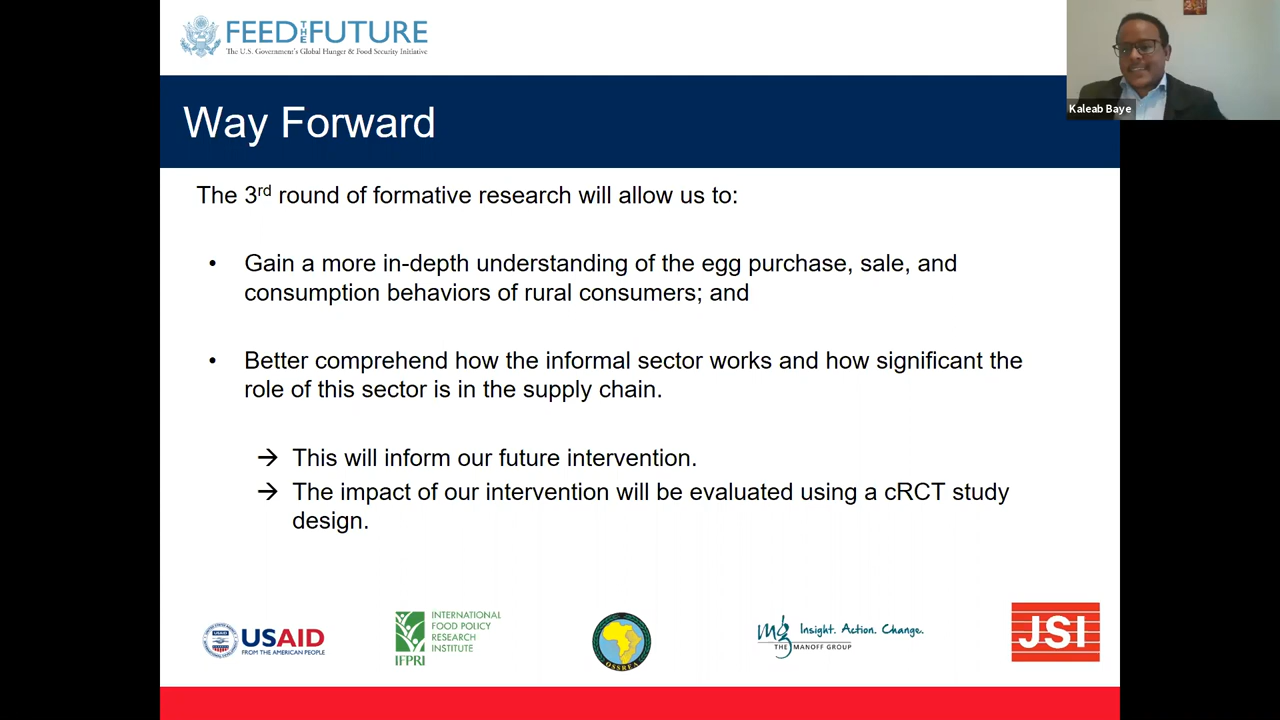 FEED THE FUTURE
The U.S. Government's Global Hunger & Food Security Initiative
Kaleab Baye
Way Forward
The 3rd round of formative research will allow us to:
• Gain a more in-depth understanding of the egg purchase, sale, and
consumption behaviors of rural consumers; and
• Better comprehend how the informal sector works and how significant the
role of this sector is in the supply chain.
→ This will inform our future intervention.
→ The impact of our intervention will be evaluated using a cRCT study
design.
USAID
FROM THE AMERICAN PEOPLE
IFPRI
INTERNATIONAL
FOOD POLICY
RESEARCH
INSTITUTE
OSSREA
mg Insight. Action. Change.
THE MANOFF GROUP
JSI